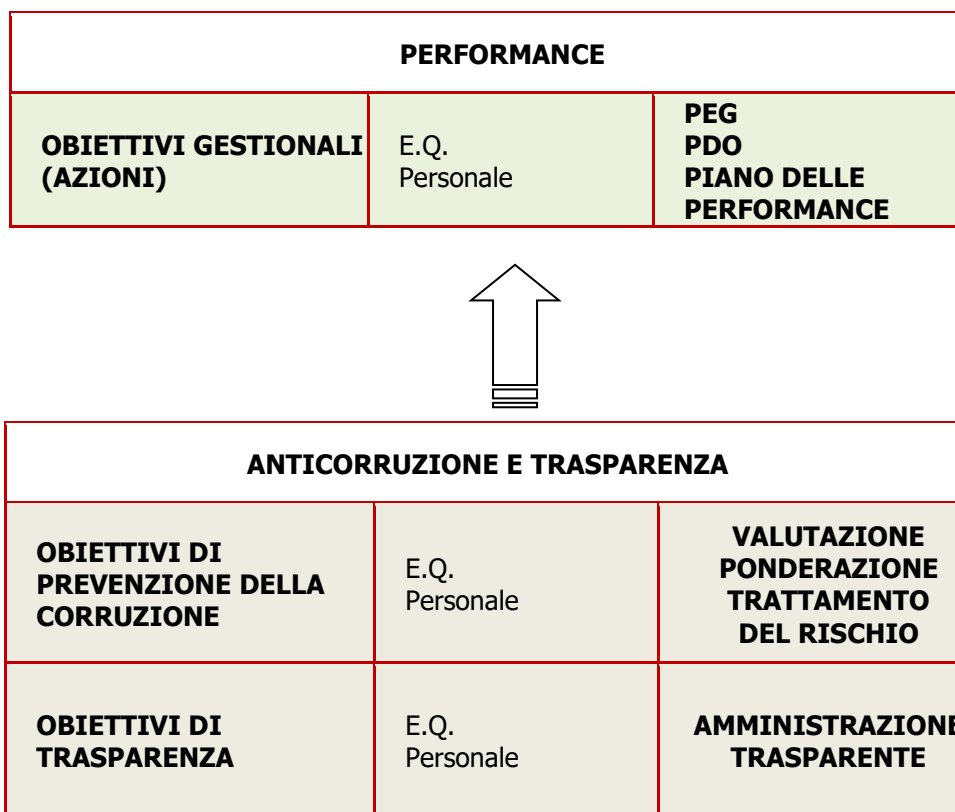 PERFORMANCE
OBIETTIVI GESTIONALI
(AZIONI)
E.Q.
Personale
PEG
PDO
PIANO DELLE
PERFORMANCE
ANTICORRUZIONE E TRASPARENZA
OBIETTIVI DI
PREVENZIONE DELLA
CORRUZIONE
E.Q.
Personale
VALUTAZIONE
PONDERAZIONE
TRATTAMENTO
DEL RISCHIO
OBIETTIVI DI
TRASPARENZA
E.Q.
Personale
AMMINISTRAZIONE
TRASPARENTE